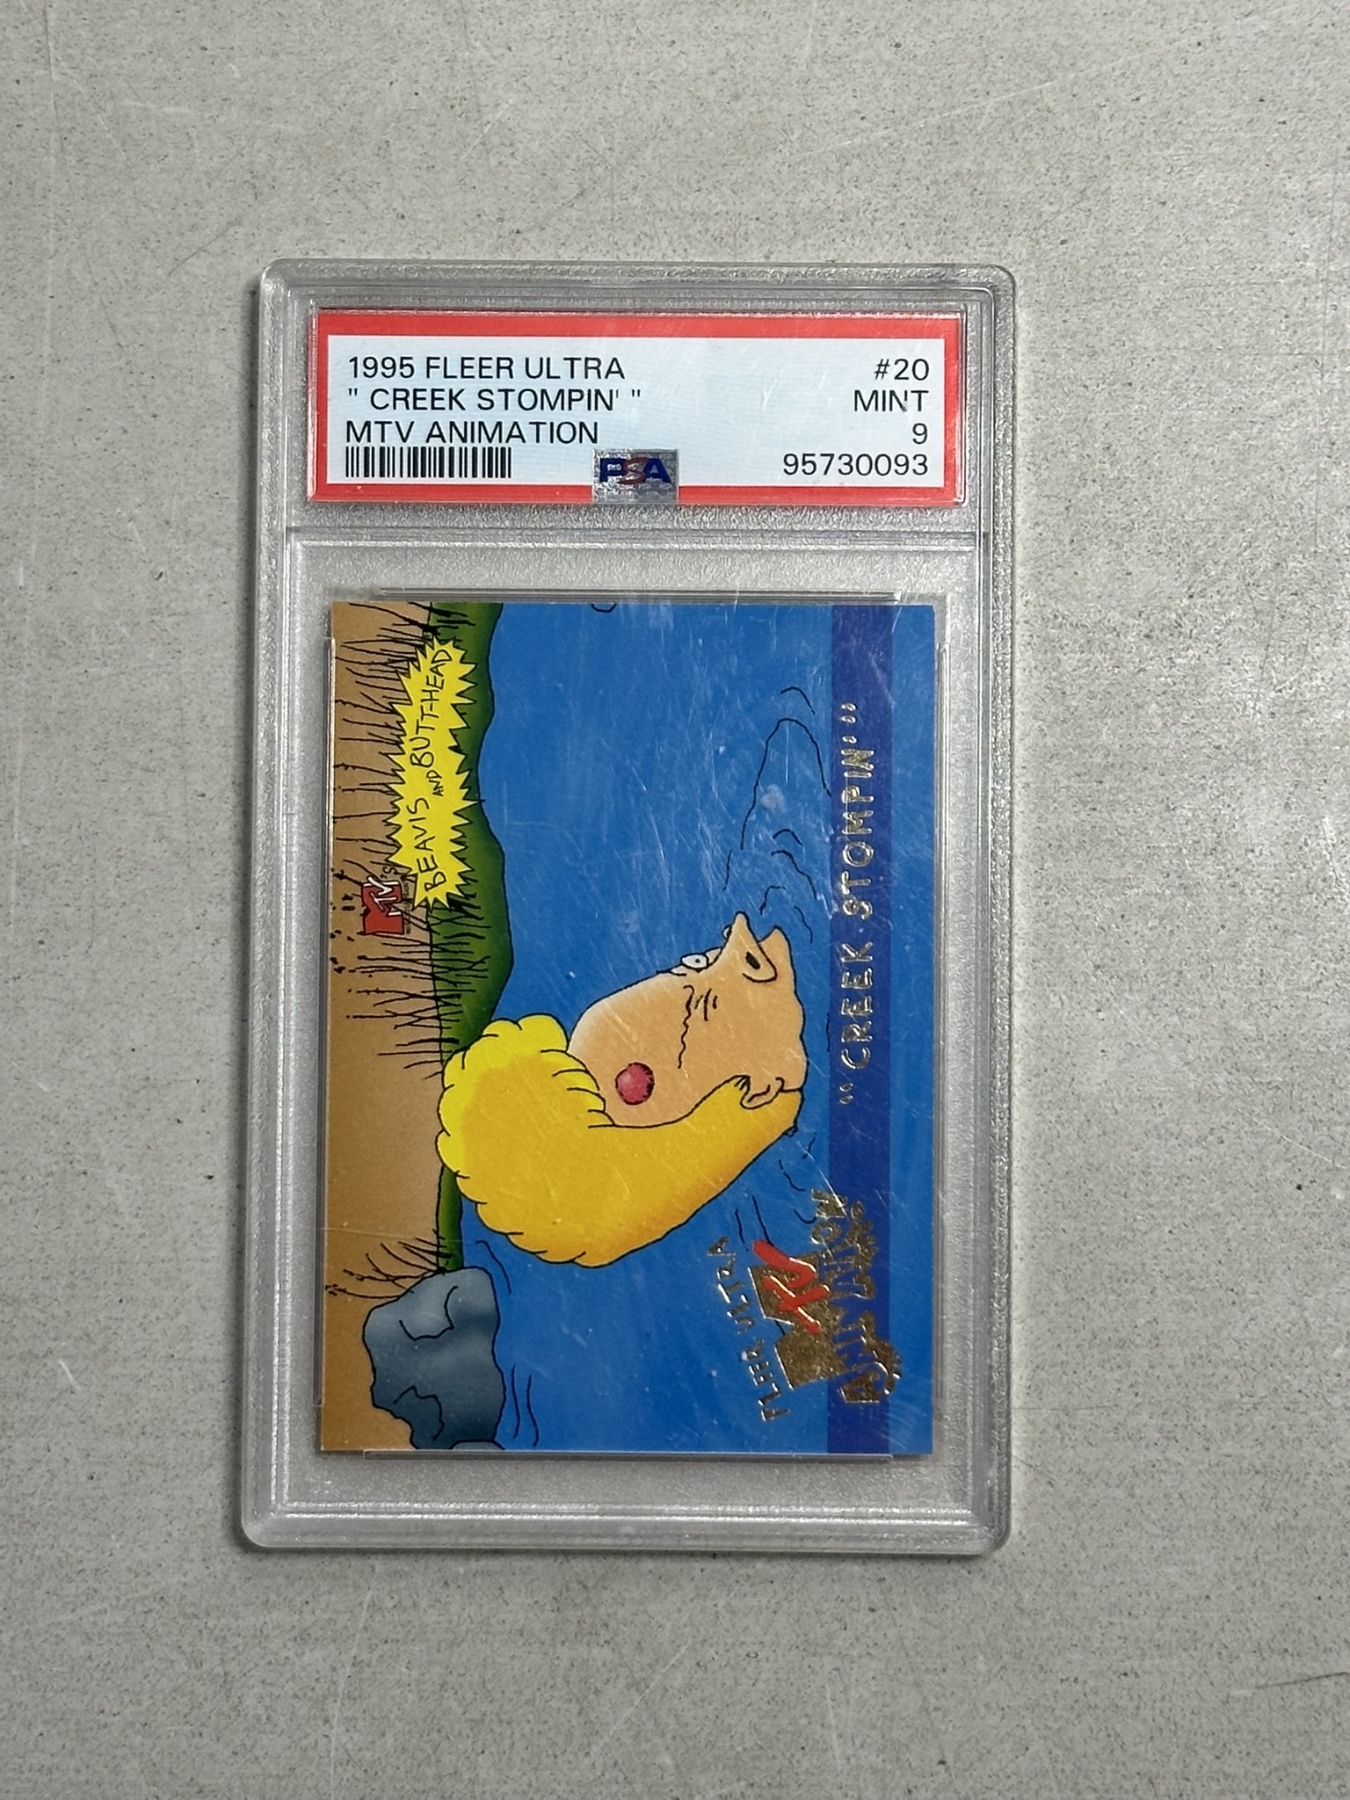 1995 FLEER ULTRA #20
" CREEK STOMPIN' " MINT
MTV ANIMATION 9
PSA 95730093
BEAVIS AND BUTT-HEAD
MTV'S
"CREEK STOMPIN'"
FLEER ULTRA
MTV
ANIMATION